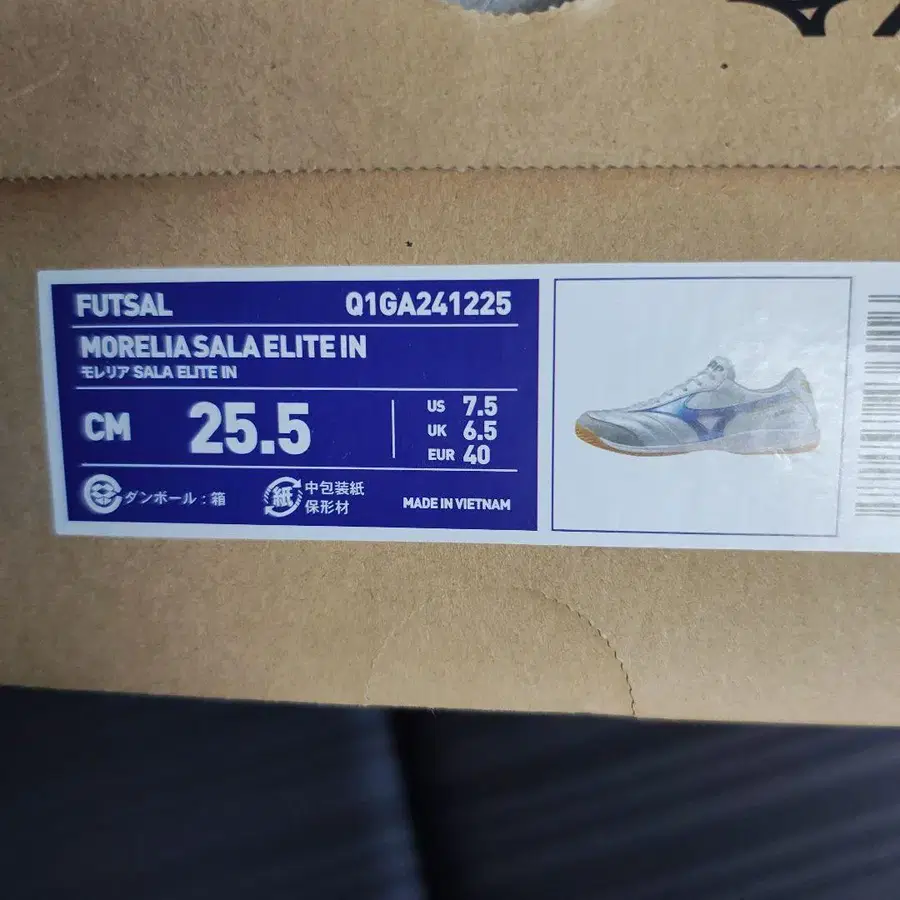 FUTSAL Q1GA241225
MORELIA SALA ELITE IN
モレリア SALA ELITE IN
CM 25.5
US 7.5
UK 6.5
EUR 40
ダンボール：箱
紙 中包装紙
保形材
MADE IN VIETNAM